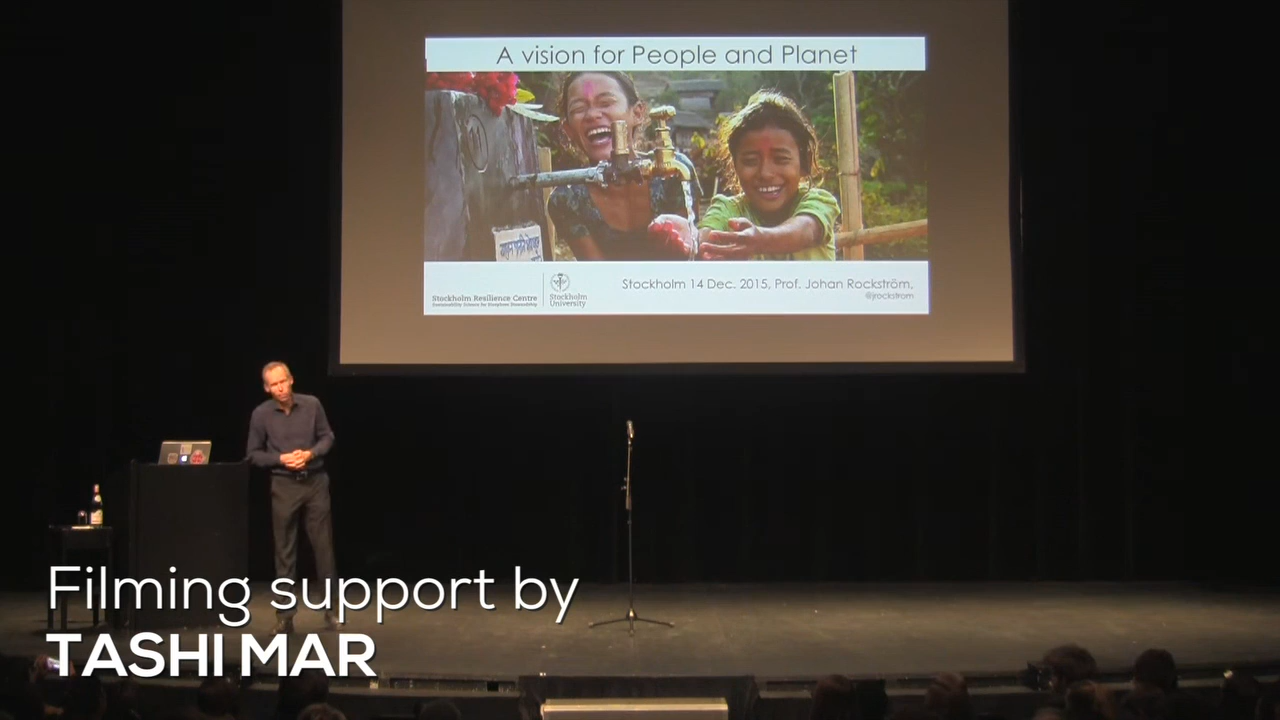 A vision for People and Planet
Stockholm Resilience Centre
Stockholm
University
Stockholm 14 Dec. 2015, Prof. Johan Rockström,
@jrockstrom
Filming support by
TASHI MAR